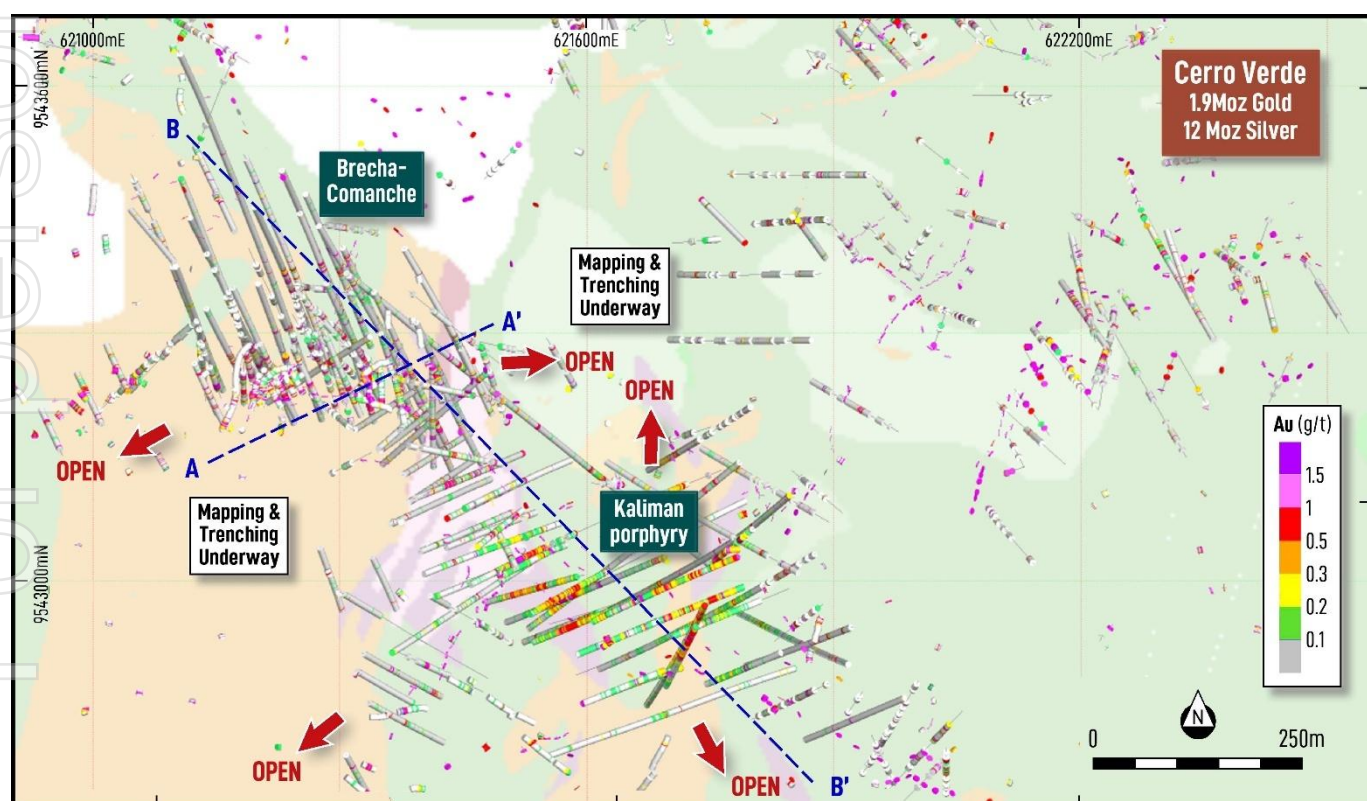 621000mE
621600mE
622200mE
9543600mN
Cerro Verde
1.9Moz Gold
12 Moz Silver
B
Brecha-
Comanche
Mapping &
Trenching
Underway
A'
OPEN
OPEN
OPEN
A
Mapping &
Trenching
Underway
Kaliman
porphyry
9543000mN
Au (g/t)
1.5
1
0.5
0.3
0.2
0.1
N
0
250m
OPEN
OPEN
B'